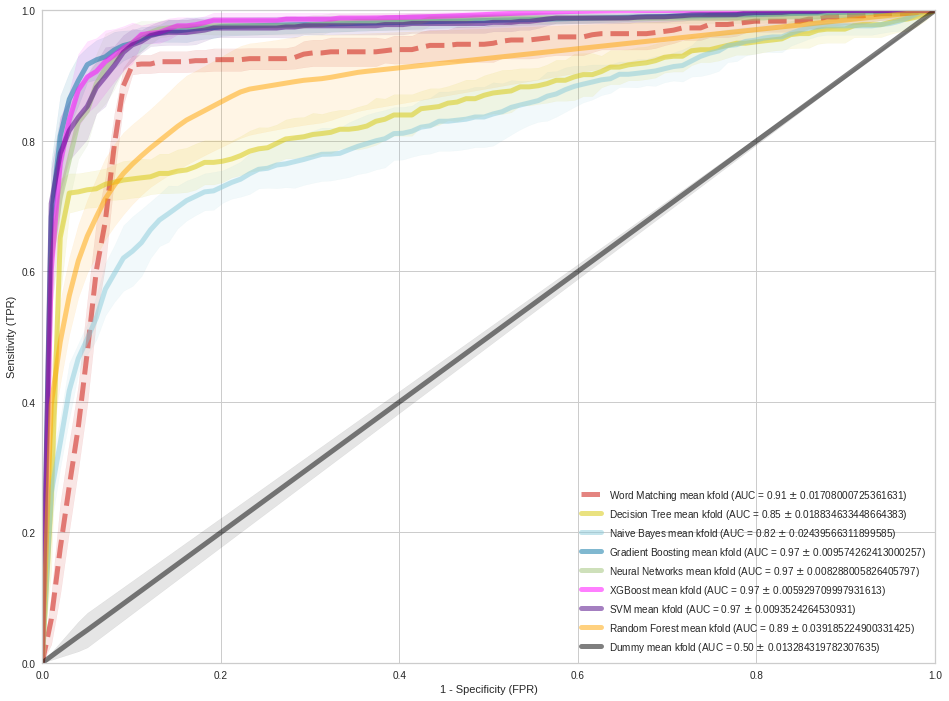 1.0
0.8
0.6
0.4
0.2
0.0
Sensitivity (TPR)
Word Matching mean kfold (AUC = 0.91 ± 0.01708000725361631)
Decision Tree mean kfold (AUC = 0.85 ± 0.018834633448664383)
Naive Bayes mean kfold (AUC = 0.82 ± 0.02439566311899585)
Gradient Boosting mean kfold (AUC = 0.97 ± 0.009574262413000257)
Neural Networks mean kfold (AUC = 0.97 ± 0.008288005826405797)
XGBoost mean kfold (AUC = 0.97 ± 0.005929709997931613)
SVM mean kfold (AUC = 0.97 ± 0.0093524264530931)
Random Forest mean kfold (AUC = 0.89 ± 0.039185224900331425)
Dummy mean kfold (AUC = 0.50 ± 0.013284319782307635)
0.0 0.2 0.4 0.6 0.8 1.0
1 - Specificity (FPR)